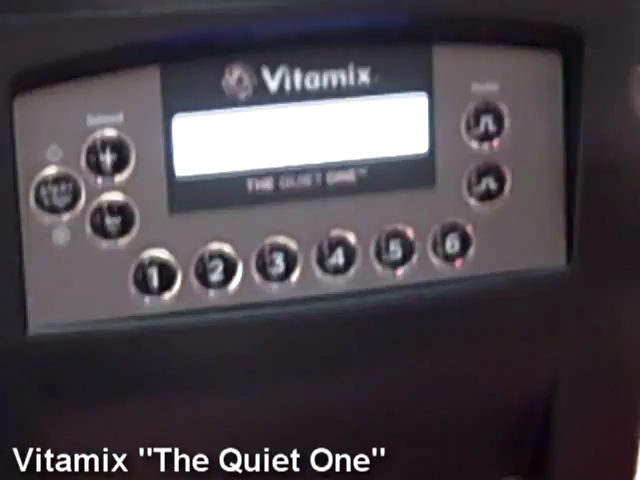 Vitamix
THE QUIET ONE
1 2 3 4 5 6
Vitamix "The Quiet One"